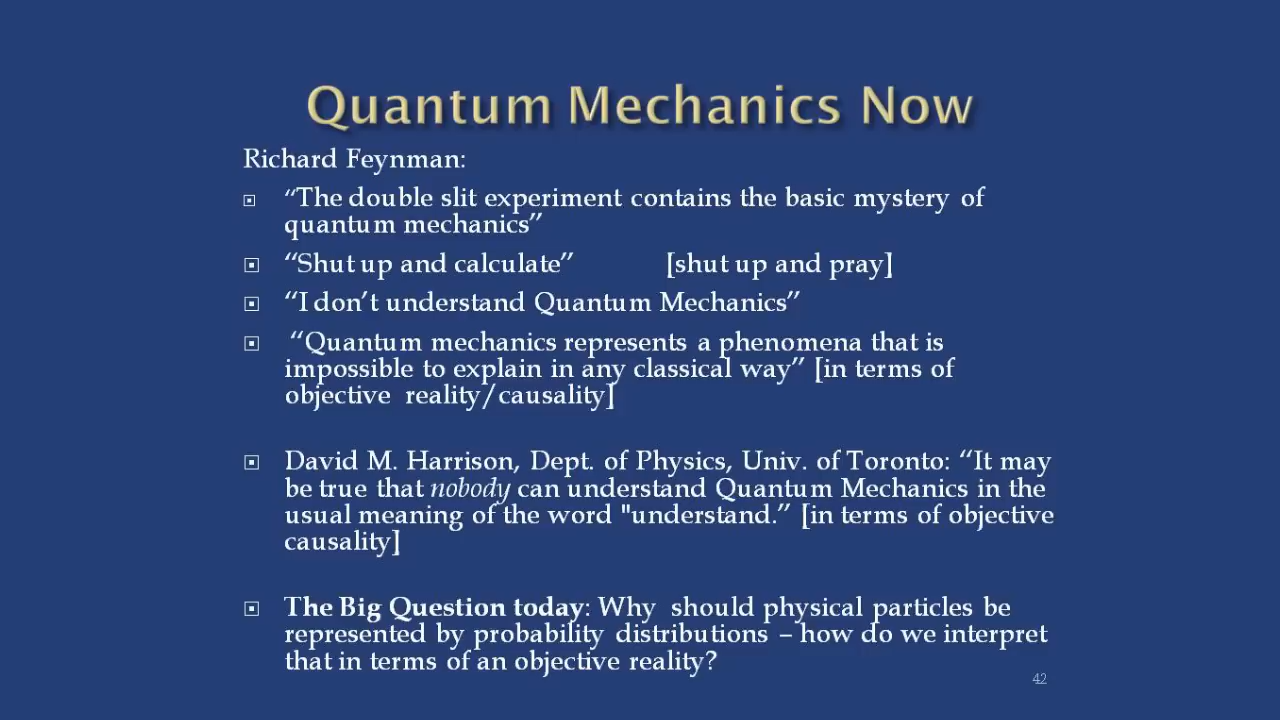 Quantum Mechanics Now
Richard Feynman:
“The double slit experiment contains the basic mystery of
quantum mechanics”
“Shut up and calculate” [shut up and pray]
“I don’t understand Quantum Mechanics”
“Quantum mechanics represents a phenomena that is
impossible to explain in any classical way” [in terms of
objective reality/causality]
David M. Harrison, Dept. of Physics, Univ. of Toronto: “It may
be true that nobody can understand Quantum Mechanics in the
usual meaning of the word "understand.” [in terms of objective
causality]
The Big Question today: Why should physical particles be
represented by probability distributions – how do we interpret
that in terms of an objective reality?
42